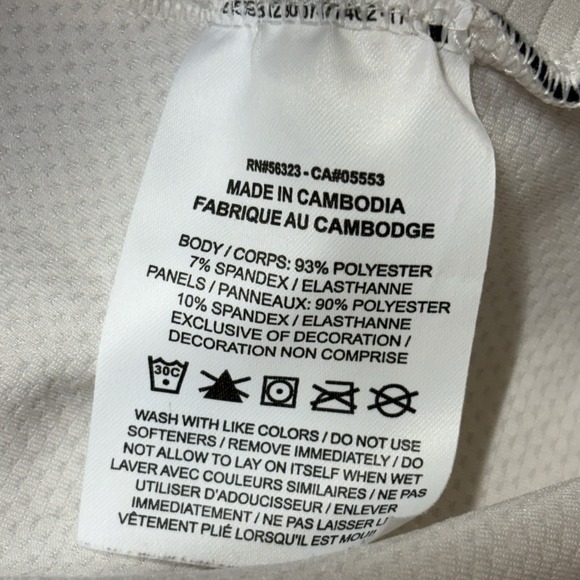 RN#56323 - CA#05553
MADE IN CAMBODIA
FABRIQUE AU CAMBODGE
BODY / CORPS: 93% POLYESTER
7% SPANDEX / ELASTHANNE
PANELS / PANNEAUX: 90% POLYESTER
10% SPANDEX / ELASTHANNE
EXCLUSIVE OF DECORATION /
DECORATION NON COMPRISE
30C
WASH WITH LIKE COLORS / DO NOT USE
SOFTENERS / REMOVE IMMEDIATELY / DO
NOT ALLOW TO LAY ON ITSELF WHEN WET
LAVER AVEC COULEURS SIMILAIRES / NE PAS
UTILISER D'ADOUCISSEUR / ENLEVER
IMMEDIATEMENT / NE PAS LAISSER
VÊTEMENT PLIÉ LORSQU'IL EST